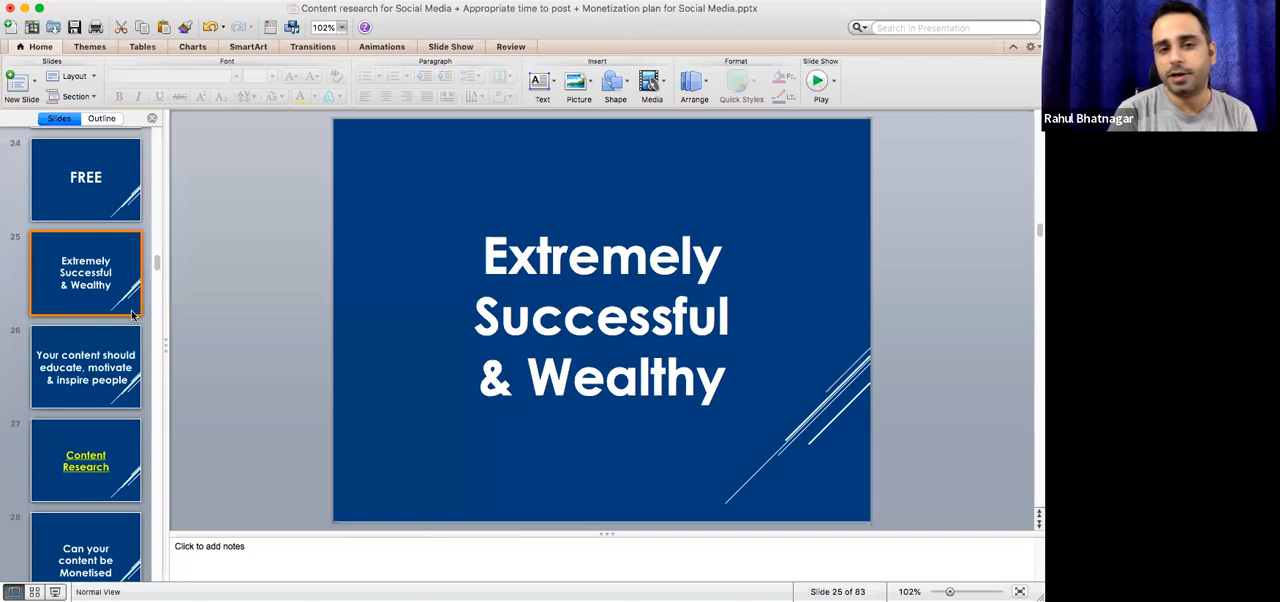 Content research for Social Media + Appropriate time to post + Monetization plan for Social Media.pptx
102%
Search in Presentation
Home
Themes
Tables
Charts
SmartArt
Transitions
Animations
Slide Show
Review
Slides
Font
Paragraph
Insert
Format
Slide Show
New Slide
Layout
Section
B I U ABC
Text
Picture
Shape
Media
Arrange
Quick Styles
Play
Slides
Outline
24
FREE
25
Extremely
Successful
& Wealthy
26
Your content should
educate, motivate
& inspire people
27
Content
Research
28
Can your
content be
Monetised
Extremely
Successful
& Wealthy
Click to add notes
Normal View
Slide 25 of 83
102%
Rahul Bhatnagar